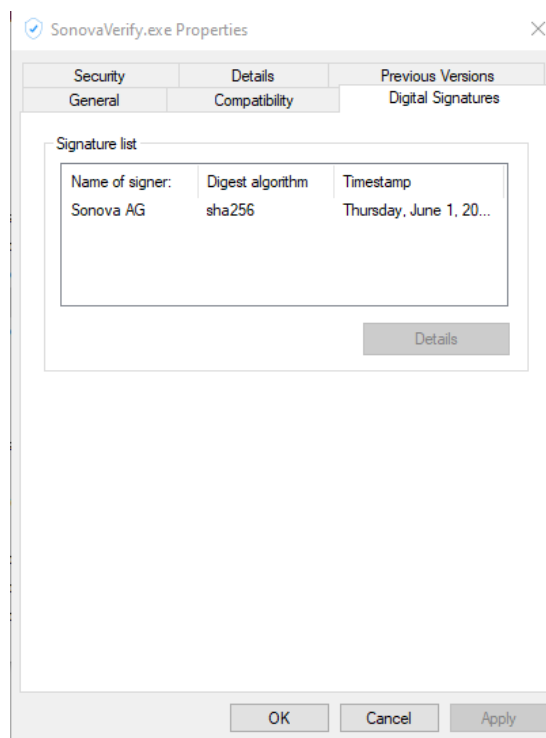 SonovaVerify.exe Properties
Security Details Previous Versions
General Compatibility Digital Signatures
Signature list
Name of signer: Digest algorithm Timestamp
Sonova AG sha256 Thursday, June 1, 20...
Details
OK Cancel Apply